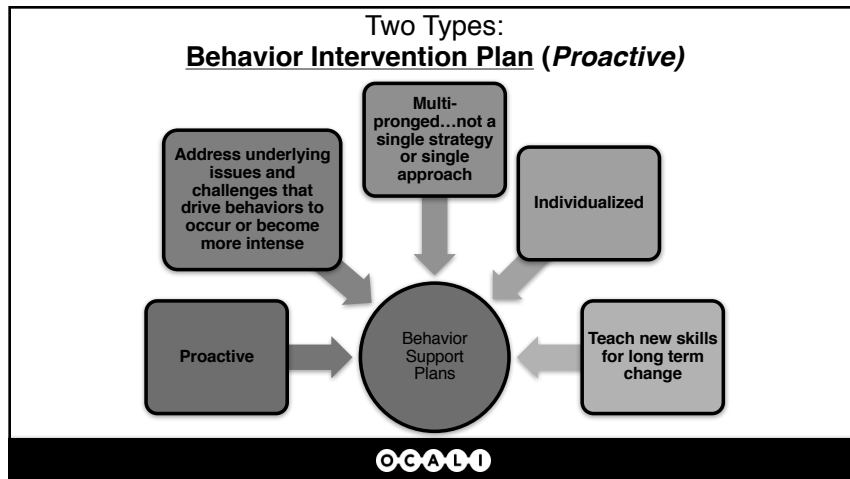 Two Types:
Behavior Intervention Plan (Proactive)
Multi-
pronged...not a
single strategy
or single
approach
Address underlying
issues and
challenges that
drive behaviors to
occur or become
more intense
Individualized
Proactive
Behavior
Support
Plans
Teach new skills
for long term
change
OCALI